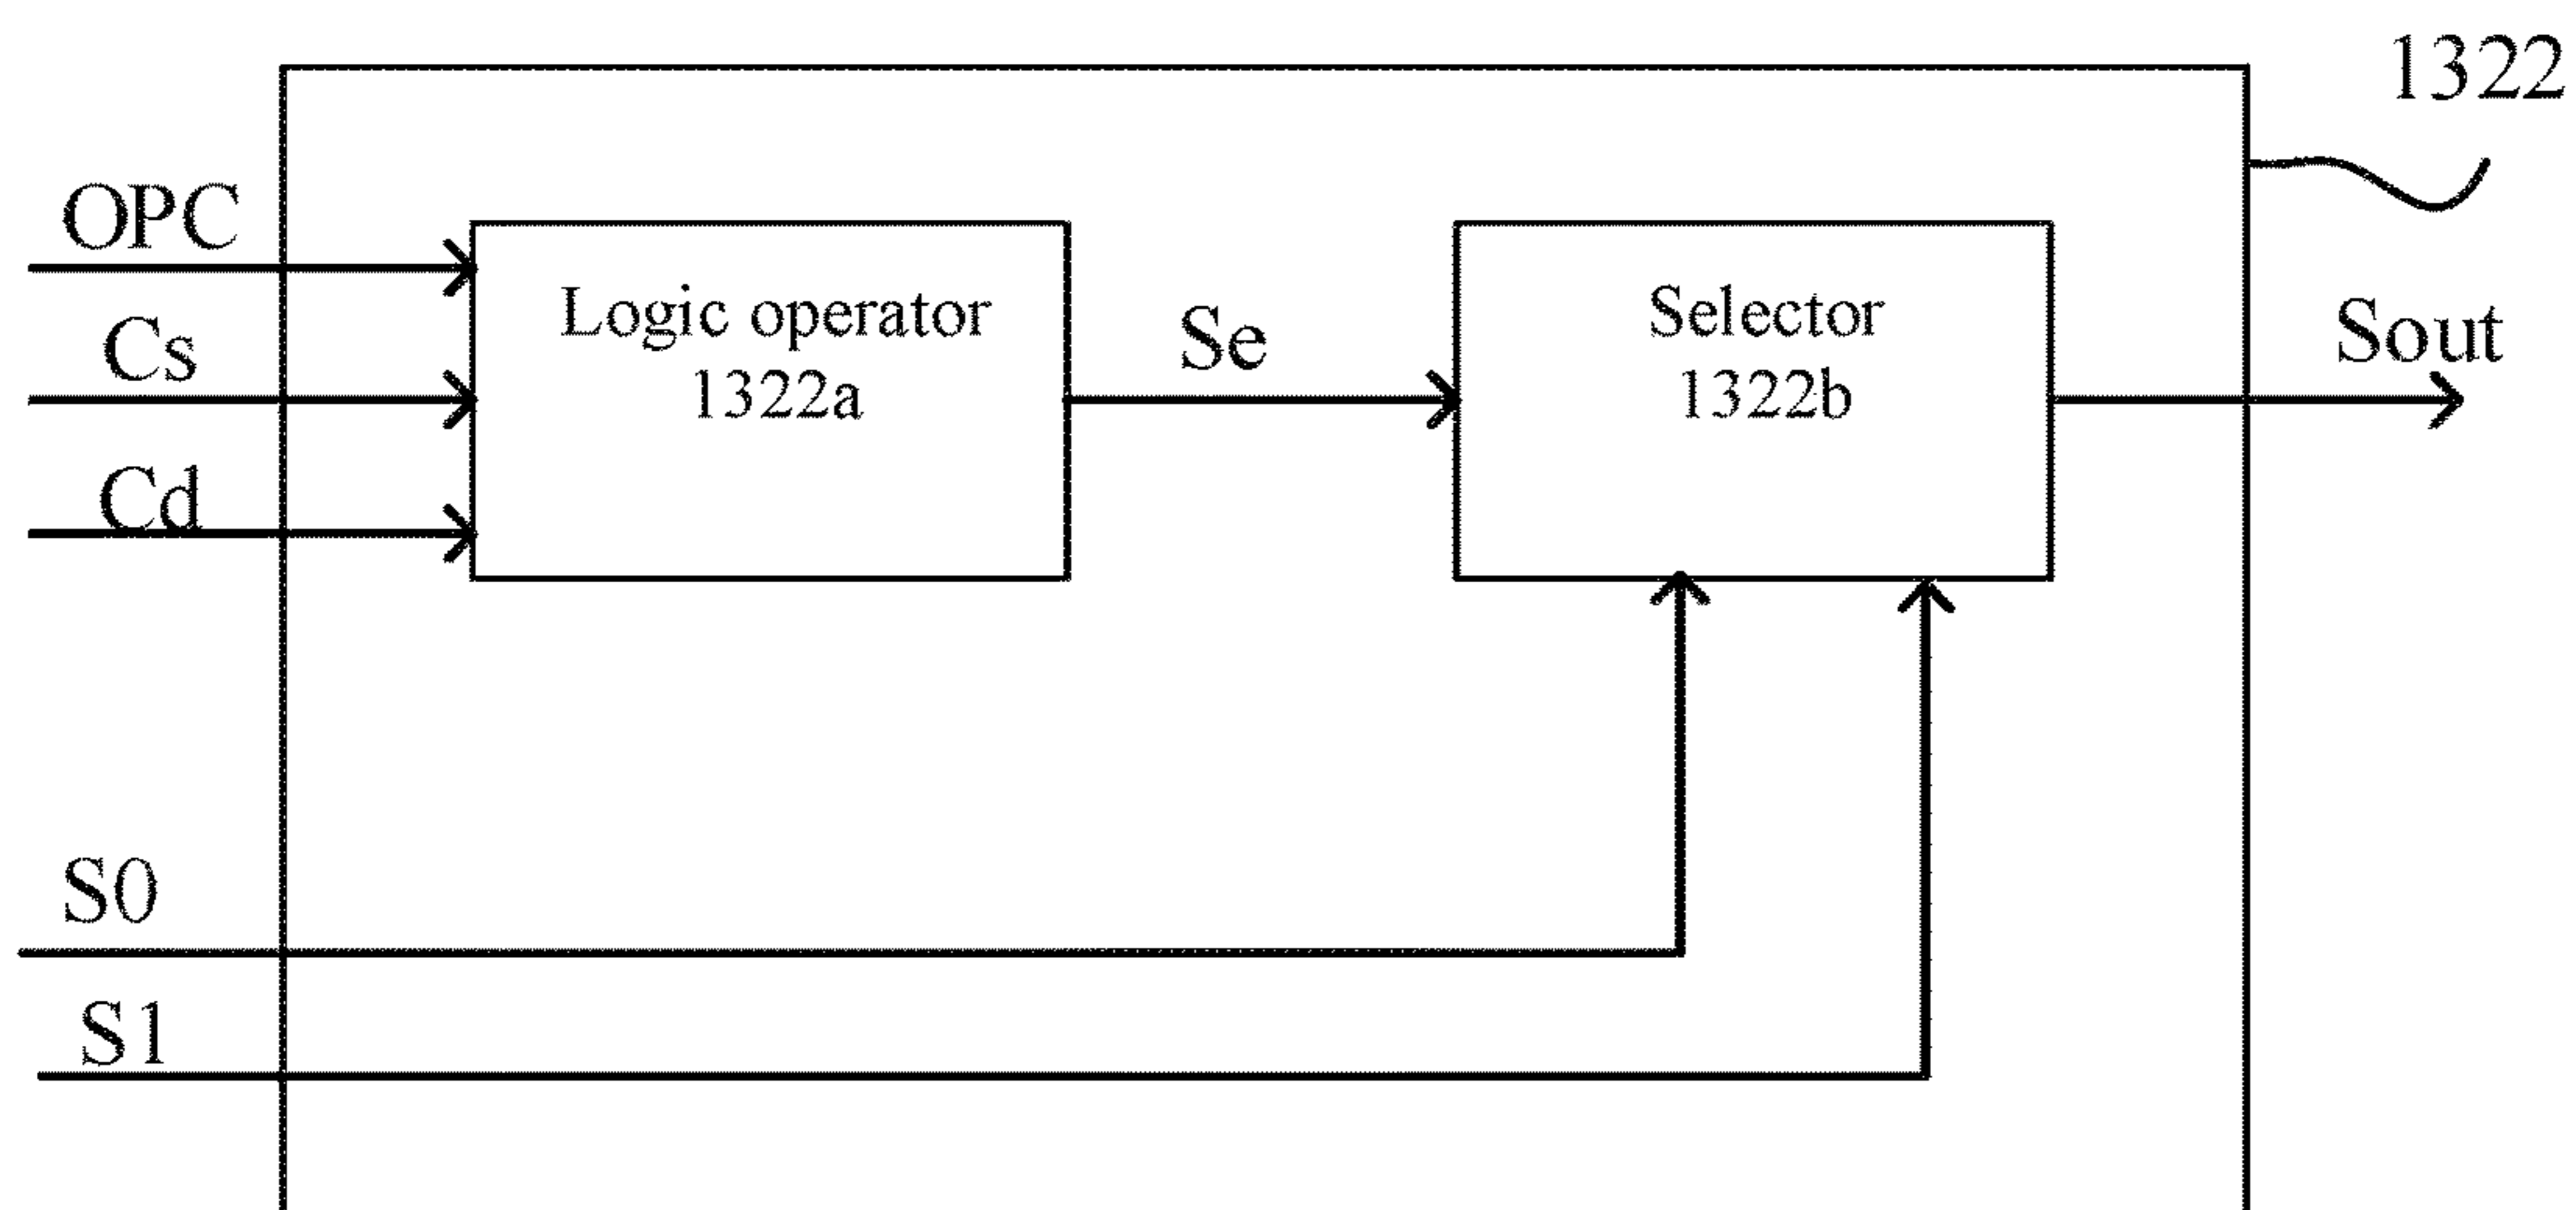 1322
OPC
Cs
Cd
Logic operator
1322a
Se
Selector
1322b
Sout
S0
S1